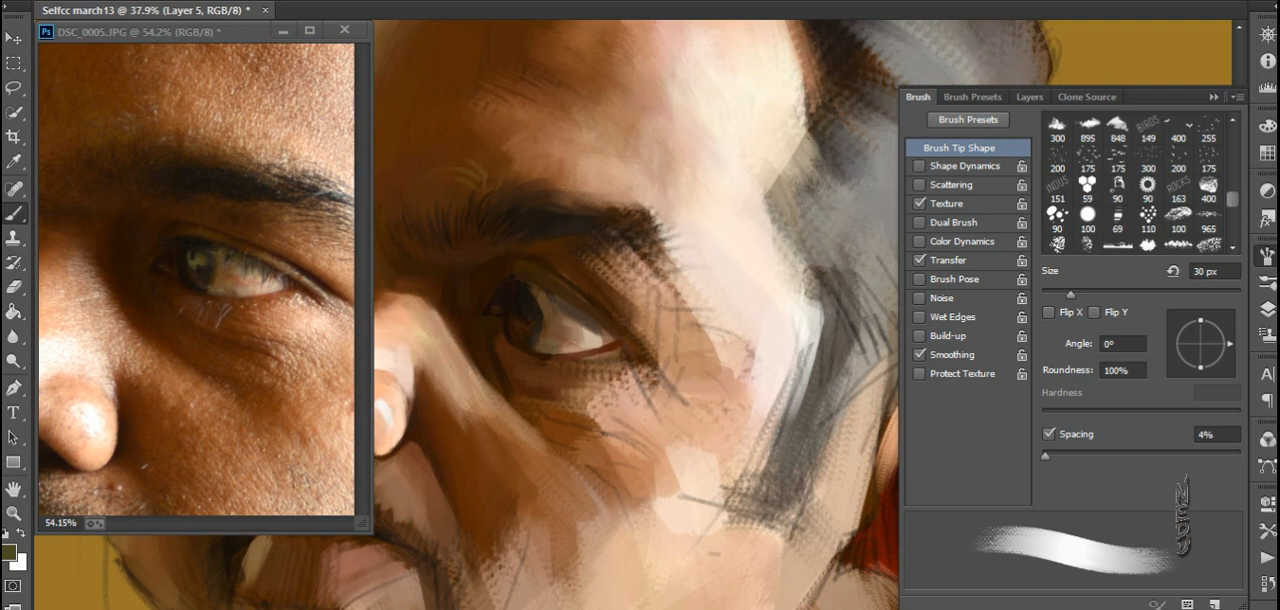 Selfcc march13 @ 37.9% (Layer 5, RGB/8) * ×
Ps DSC_0005.JPG @ 54.2% (RGB/8) *
54.15%
Brush Brush Presets Layers Clone Source
Brush Presets
Brush Tip Shape
Shape Dynamics
Scattering
Texture
Dual Brush
Color Dynamics
Transfer
Brush Pose
Noise
Wet Edges
Build-up
Smoothing
Protect Texture
BIRDS
300 895 848 149 400 255
200 175 175 300 200 175
ROCKS
151 59 90 90 163 400
90 100 69 110 100 965
Size 30 px
Flip X Flip Y
Angle: 0º
Roundness: 100%
Hardness
Spacing 4%